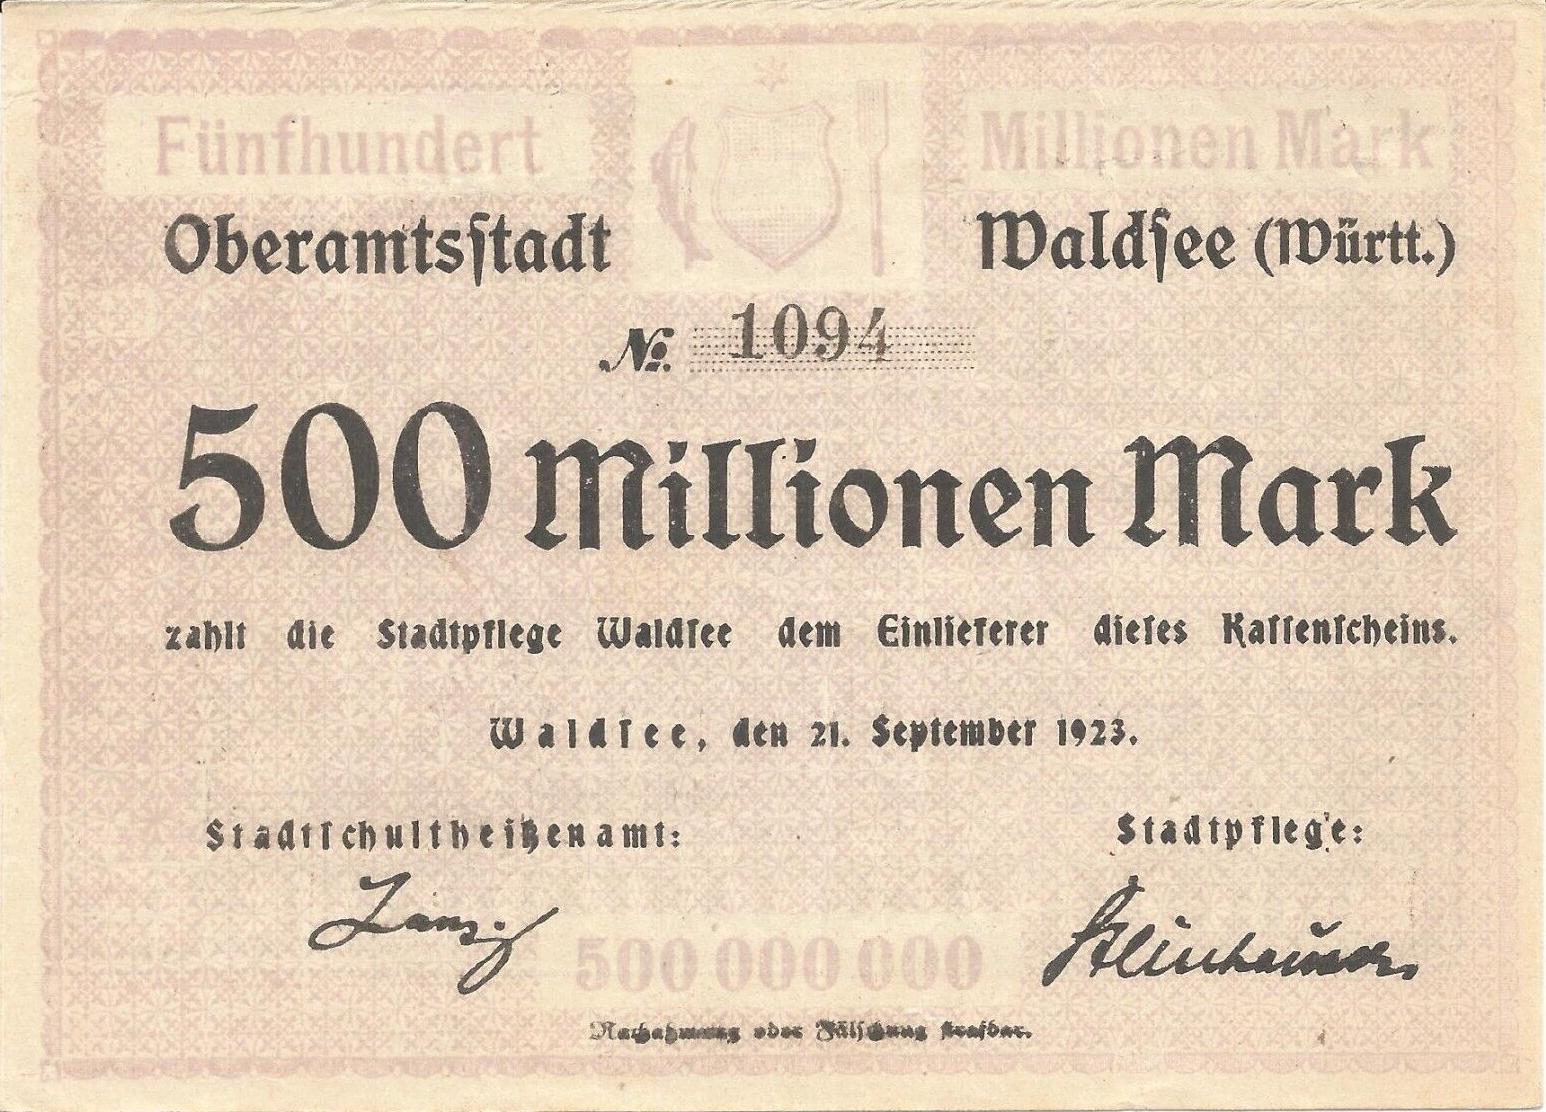 Fünfhundert Millionen Mark
Oberamtsstadt Waldsee (Württ.)
No. 1094
500 Millionen Mark
zahlt die Stadtpflege Waldsee dem Einlieferer dieses Kassenscheins.
Waldsee, den 21. September 1923.
Stadtschultheißenamt: Stadtpflege:
500 000 000
Nachahmung oder Fälschung strafbar.